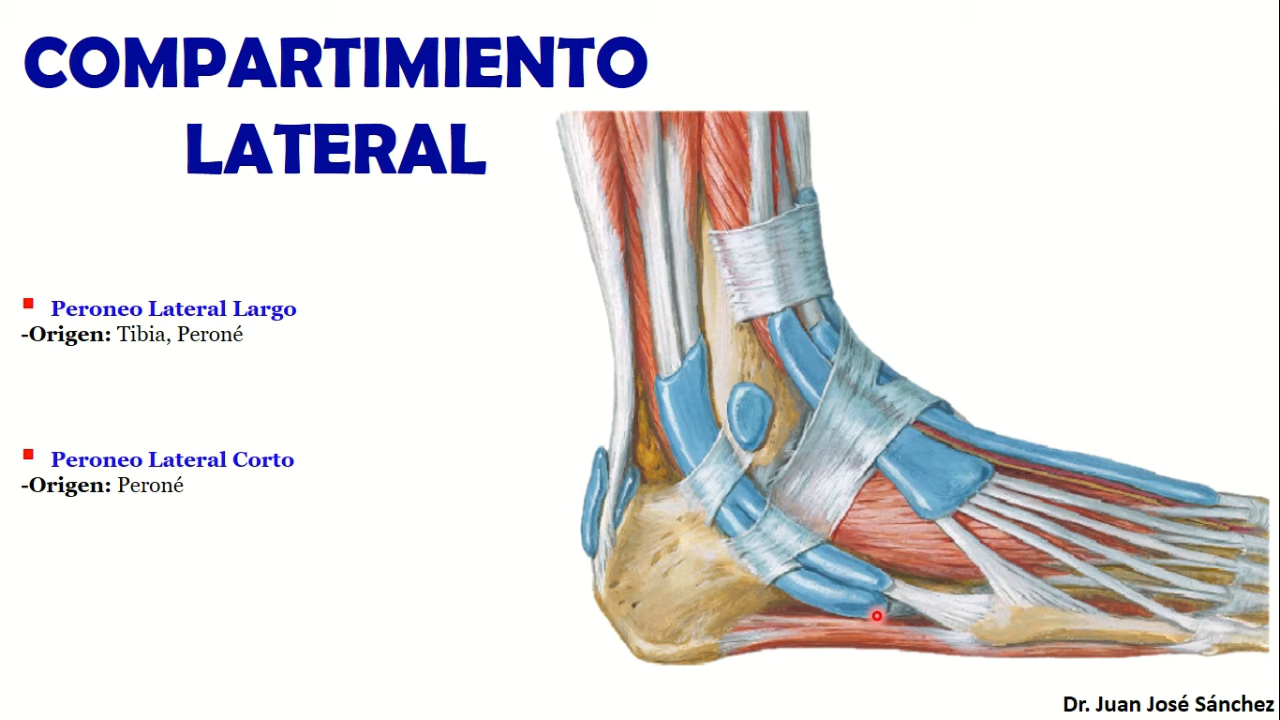 COMPARTIMIENTO
LATERAL
Peroneo Lateral Largo
-Origen: Tibia, Peroné
Peroneo Lateral Corto
-Origen: Peroné
Dr. Juan José Sánchez